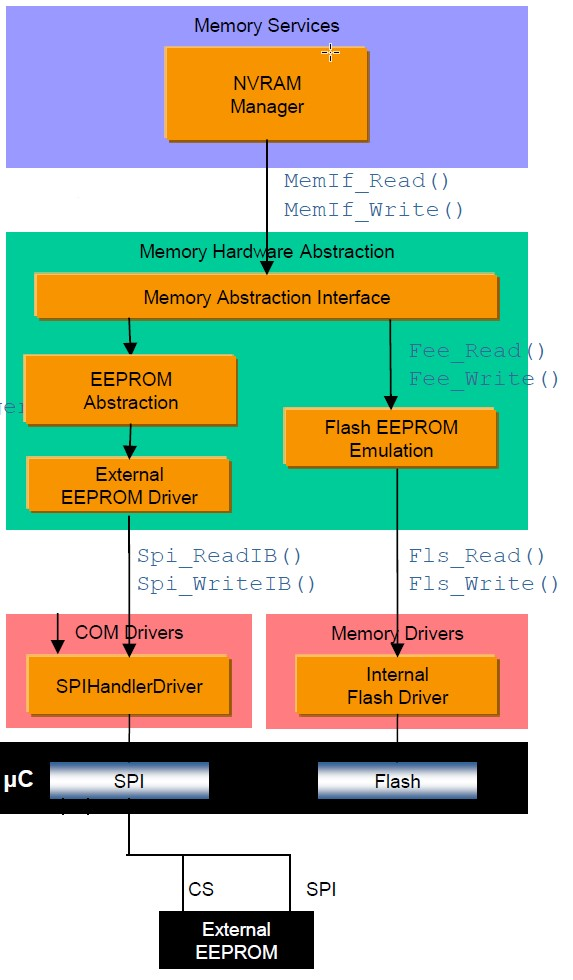 Memory Services
NVRAM
Manager
MemIf_Read()
MemIf_Write()
Memory Hardware Abstraction
Memory Abstraction Interface
Fee_Read()
Fee_Write()
EEPROM
Abstraction
Flash EEPROM
Emulation
External
EEPROM Driver
Spi_ReadIB()
Spi_WriteIB()
Fls_Read()
Fls_Write()
COM Drivers
Memory Drivers
SPIHandlerDriver
Internal
Flash Driver
µC
SPI
Flash
CS
SPI
External
EEPROM